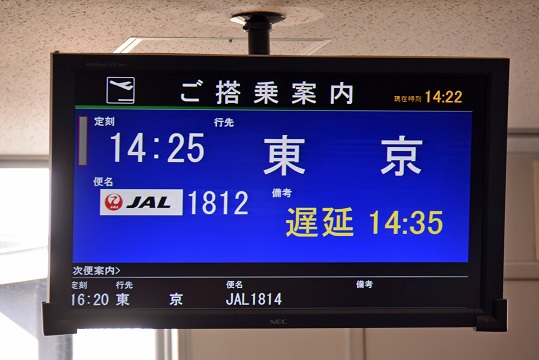 ご搭乗案内 現在時刻 14:22
定刻 行先
14:25 東京
便名 備考
JAL 1812 遅延 14:35
次便案内>
定刻 行先 便名 備考
16:20 東京 JAL1814
NEC